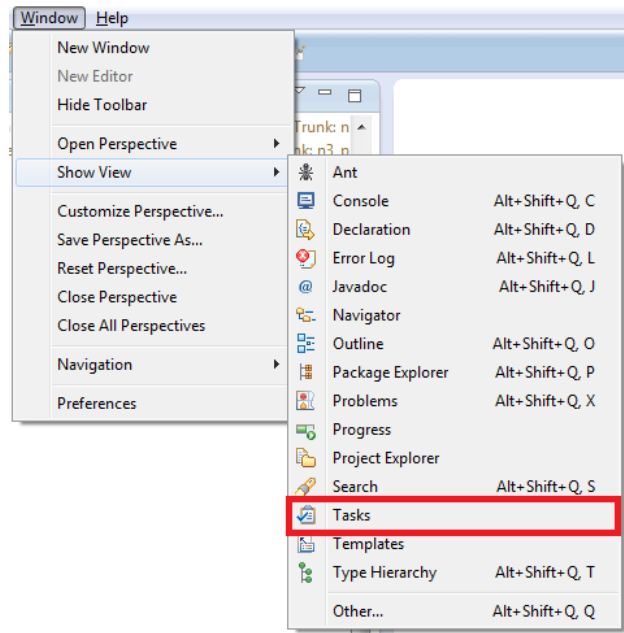 Window Help
New Window
New Editor
Hide Toolbar
Trunk: n
Open Perspective
nk: n3_n
Show View
Ant
Console Alt+Shift+Q, C
Customize Perspective...
Declaration Alt+Shift+Q, D
Save Perspective As...
Error Log Alt+Shift+Q, L
Reset Perspective...
Javadoc Alt+Shift+Q, J
Close Perspective
Navigator
Close All Perspectives
Outline Alt+Shift+Q, O
Navigation
Package Explorer Alt+Shift+Q, P
Preferences
Problems Alt+Shift+Q, X
Progress
Project Explorer
Search Alt+Shift+Q, S
Tasks
Templates
Type Hierarchy Alt+Shift+Q, T
Other... Alt+Shift+Q, Q